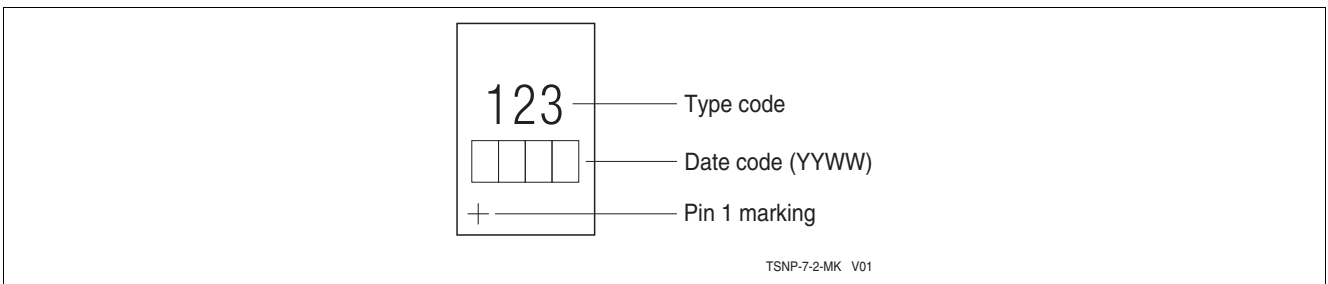 123 Type code
Date code (YYWW)
+ Pin 1 marking
TSNP-7-2-MK V01